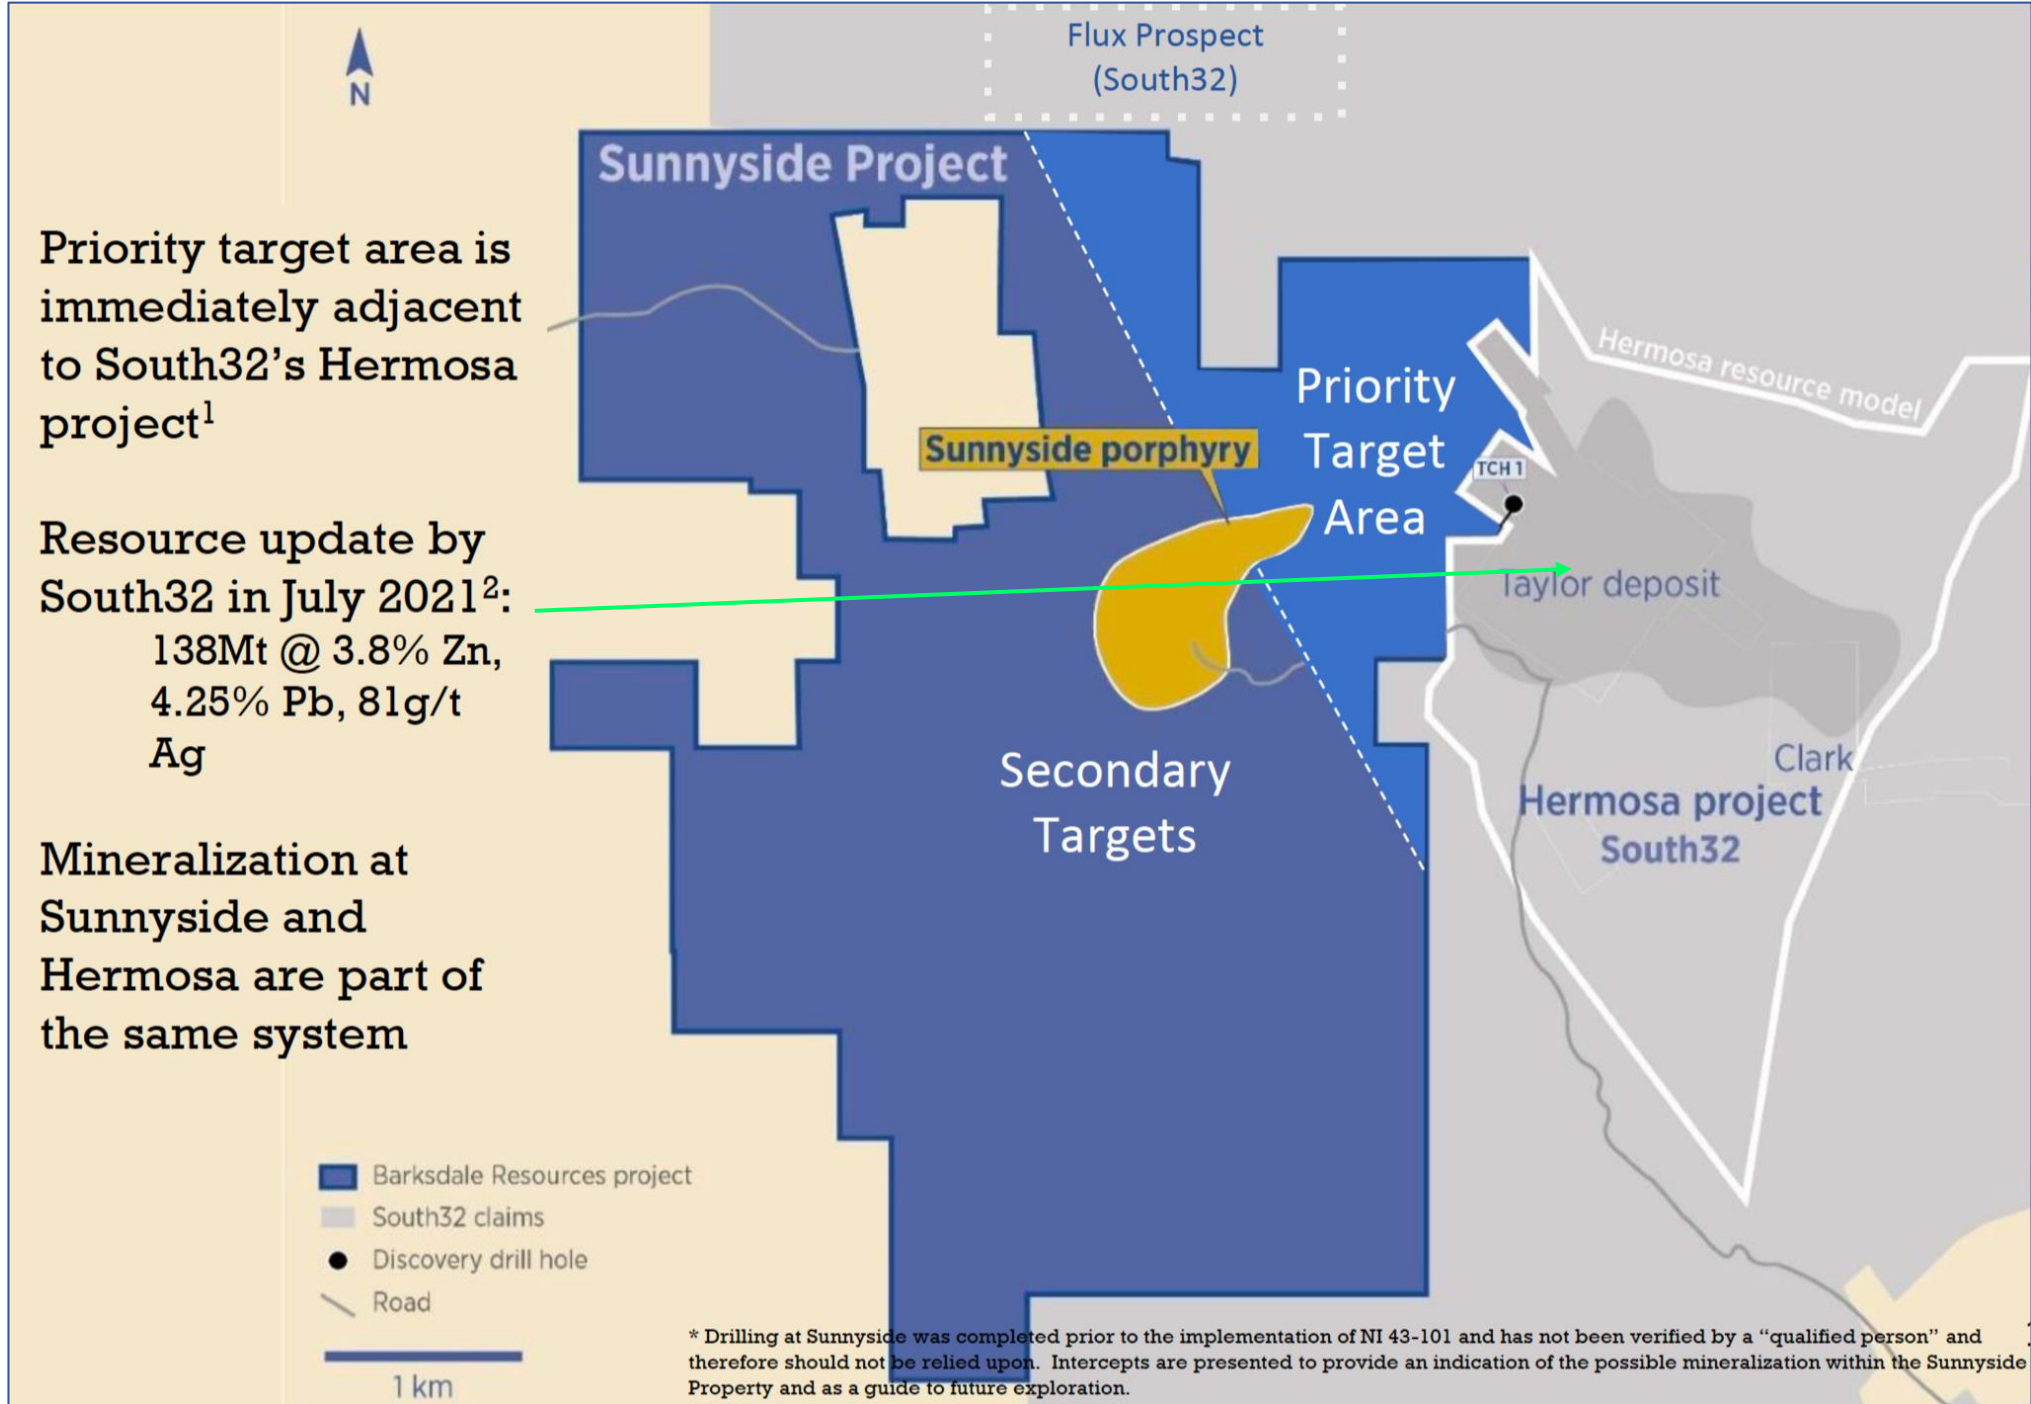 Flux Prospect
(South32)
N
Sunnyside Project
Priority target area is
immediately adjacent
to South32’s Hermosa
project¹
Hermosa resource model
Priority
Target
Area
Sunnyside porphyry
TCH 1
Resource update by
South32 in July 2021²:
138Mt @ 3.8% Zn,
4.25% Pb, 81g/t
Ag
Taylor deposit
Secondary
Targets
Clark
Hermosa project
South32
Mineralization at
Sunnyside and
Hermosa are part of
the same system
Barksdale Resources project
South32 claims
Discovery drill hole
Road
1 km
* Drilling at Sunnyside was completed prior to the implementation of NI 43-101 and has not been verified by a “qualified person” and
therefore should not be relied upon.  Intercepts are presented to provide an indication of the possible mineralization within the Sunnyside
Property and as a guide to future exploration.